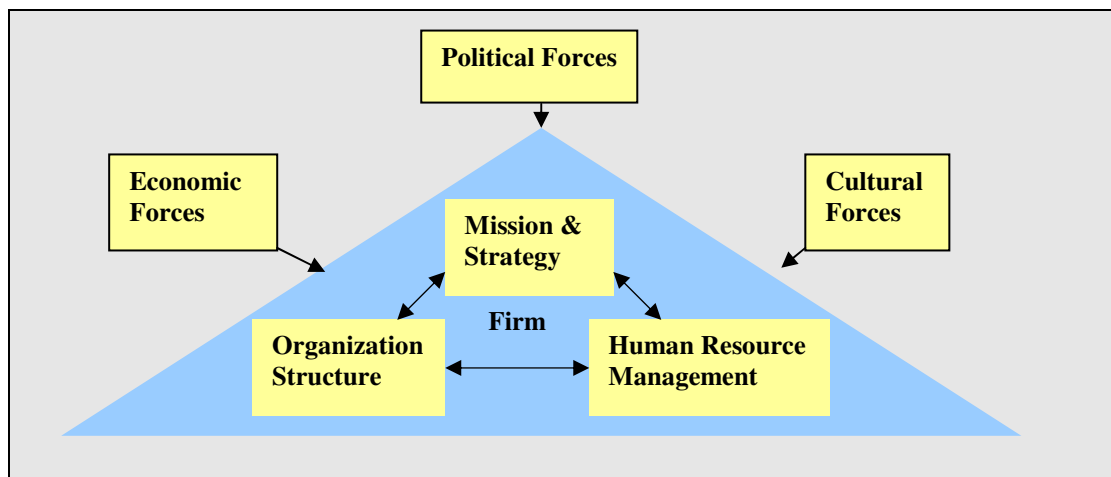 Political Forces
Economic
Forces
Cultural
Forces
Mission &
Strategy
Firm
Organization
Structure
Human Resource
Management